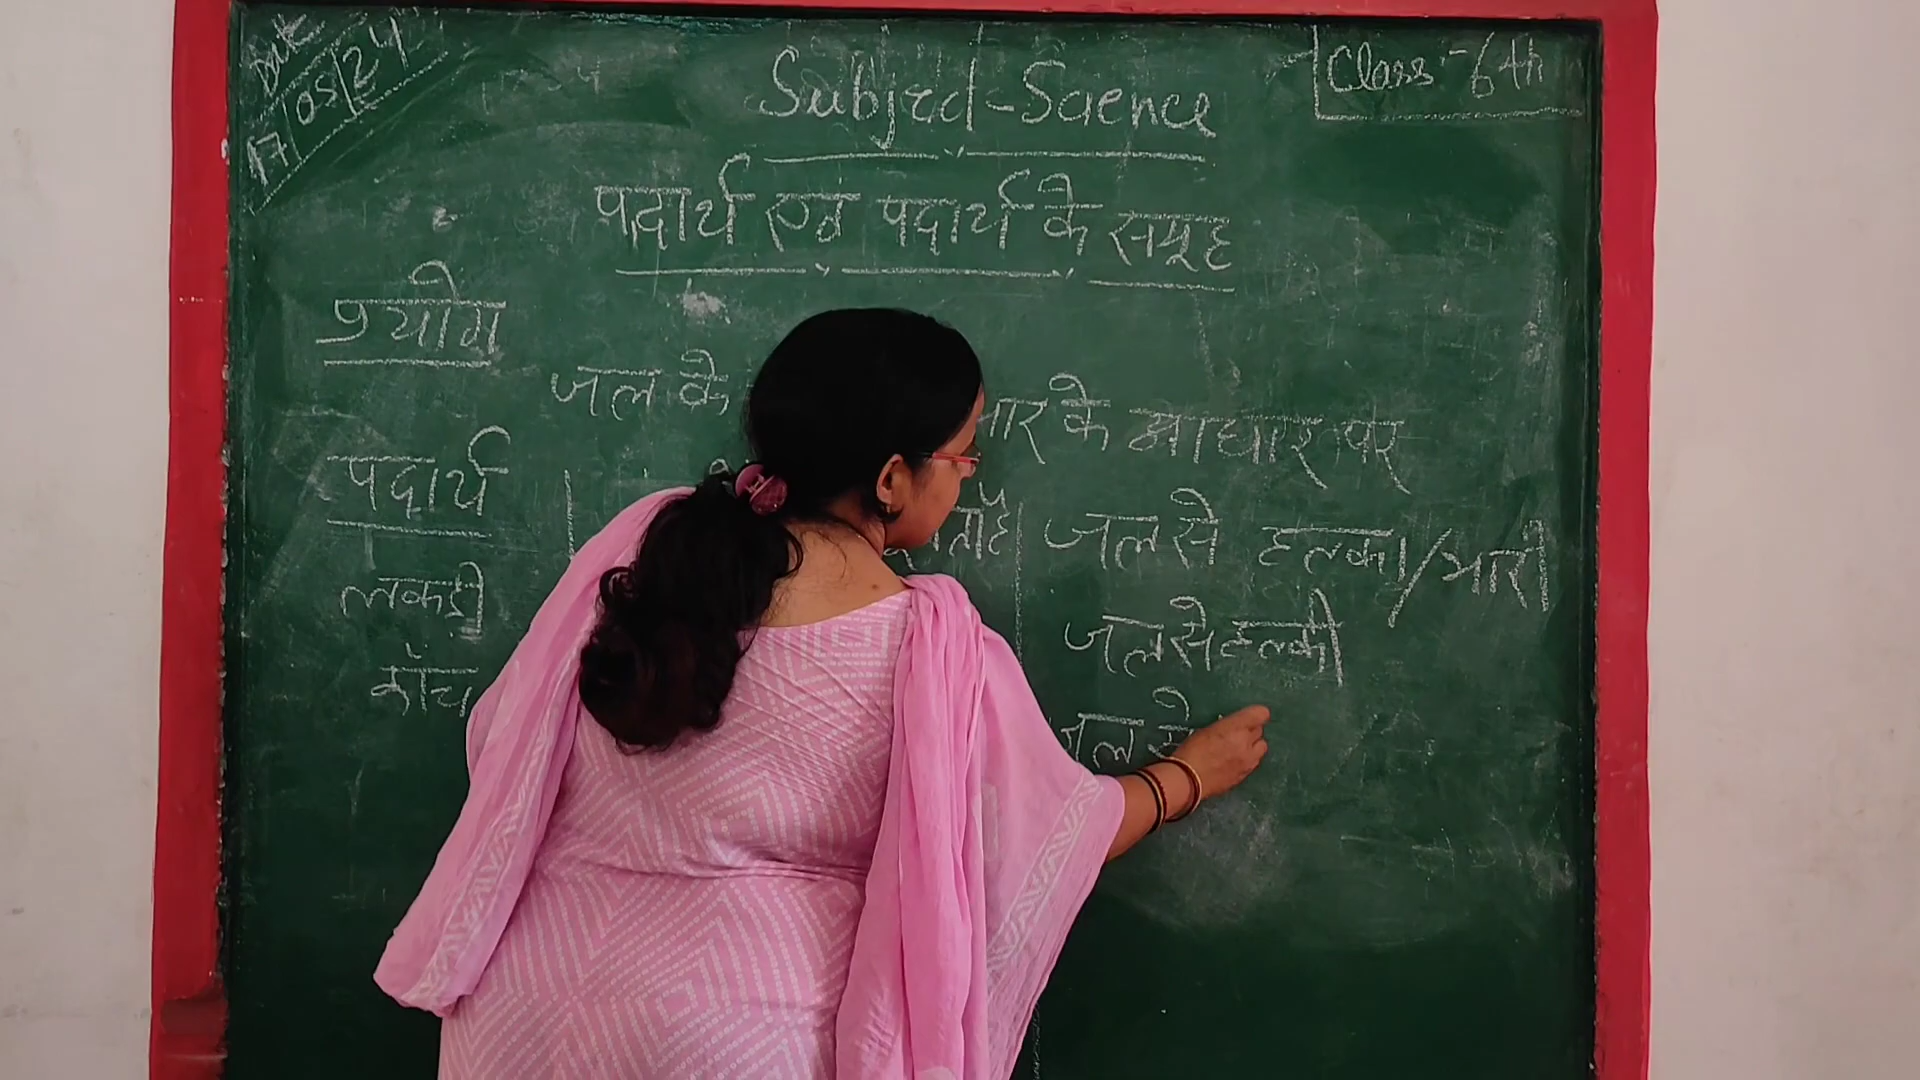 Date
17/05/24
Subject-Science
Class-6th
पदार्थ एवं पदार्थ के समूह
प्रयोग
जल के भार के आधार पर
पदार्थ
जल से हल्का/भारी
लकड़ी
जल से हल्की
काँच
जल से